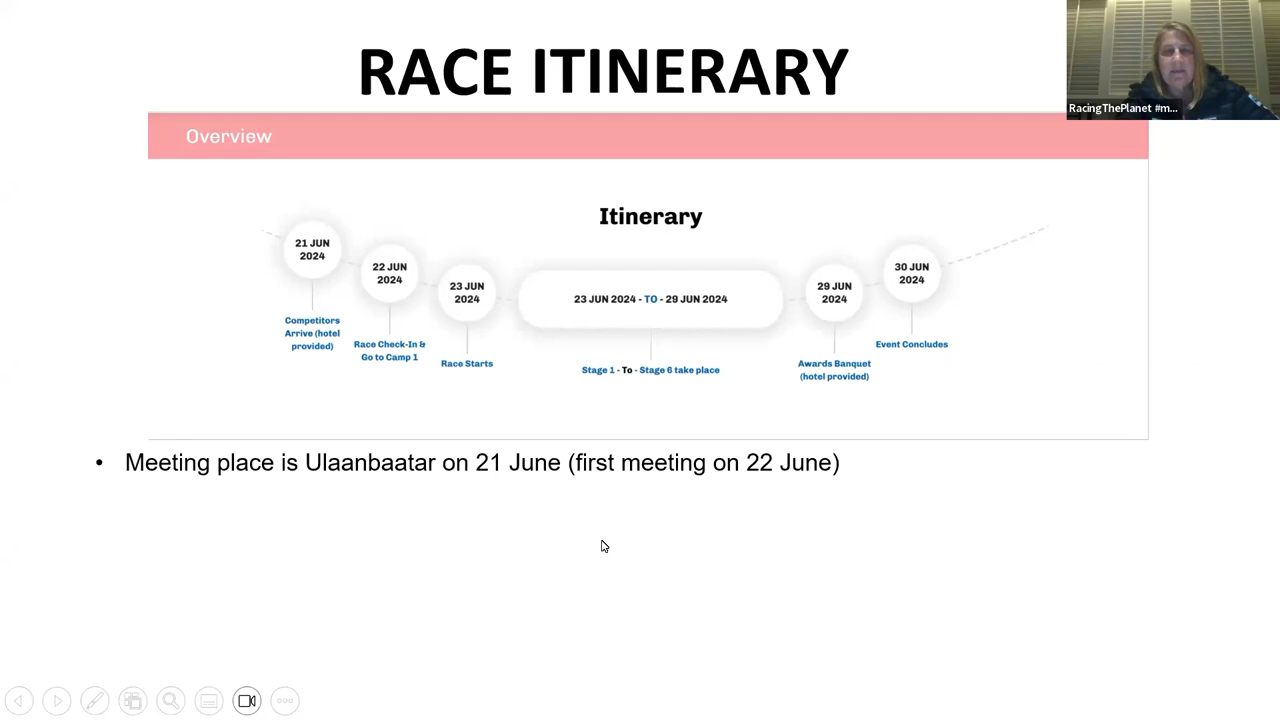 RACE ITINERARY
RacingThePlanet #m...
Overview
Itinerary
21 JUN
2024
22 JUN
2024
23 JUN
2024
23 JUN 2024 - TO - 29 JUN 2024
29 JUN
2024
30 JUN
2024
Competitors
Arrive (hotel
provided)
Race Check-In &
Go to Camp 1
Race Starts
Stage 1 - To - Stage 6 take place
Awards Banquet
(hotel provided)
Event Concludes
• Meeting place is Ulaanbaatar on 21 June (first meeting on 22 June)